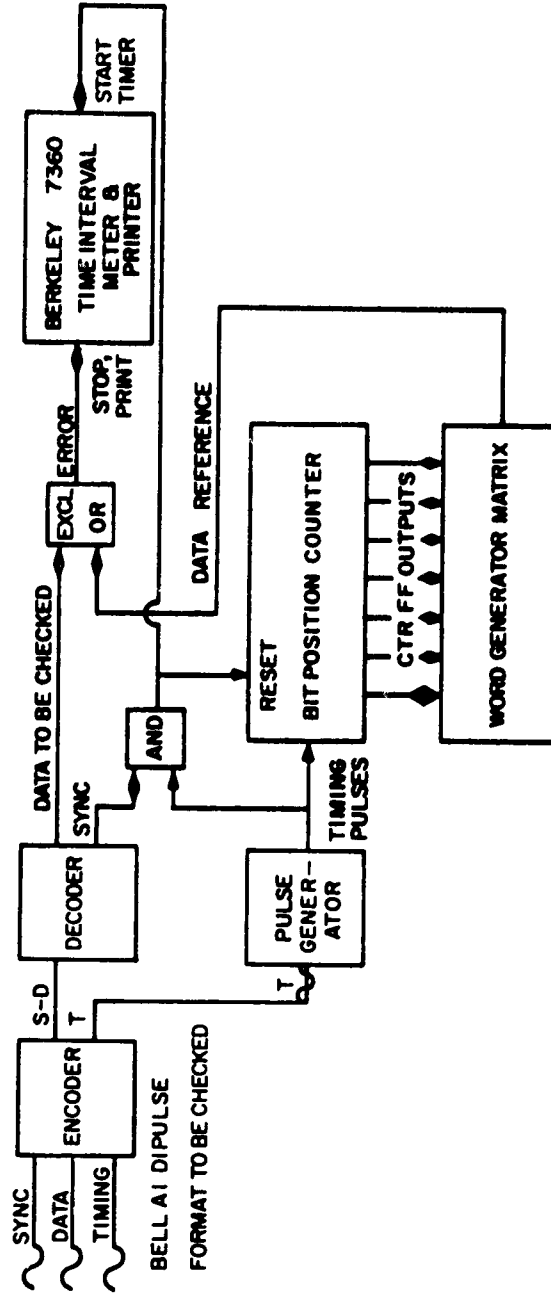 SYNC
DATA
TIMING
BELL A1 DIPULSE
FORMAT TO BE CHECKED
ENCODER
S-D
T
DECODER
DATA TO BE CHECKED
SYNC
T
PULSE
GENER-
ATOR
TIMING
PULSES
AND
EXCL
OR
ERROR
STOP,
PRINT
BERKELEY 7360
TIME INTERVAL
METER &
PRINTER
START
TIMER
DATA REFERENCE
RESET
BIT POSITION COUNTER
CTR FF OUTPUTS
WORD GENERATOR MATRIX